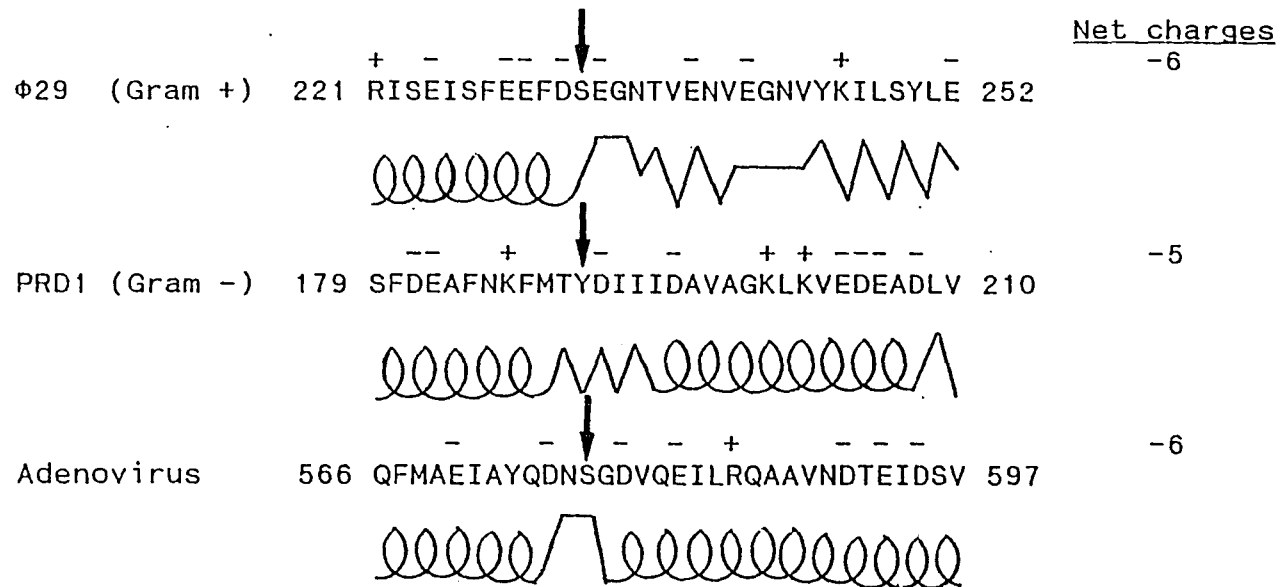 Net charges
+ - -- - - - - + - -6
Φ29 (Gram +) 221 RISEISFEEFDSEGNTVENVEGNVYKILSYLE 252
-- + - - + + --- - -5
PRD1 (Gram -) 179 SFDEAFNKFMTYDIIIDAVAGKLKVEDEADLV 210
- - - - + - - - -6
Adenovirus 566 QFMAEIAYQDNSGDVQEILRQAAVNDTEIDSV 597